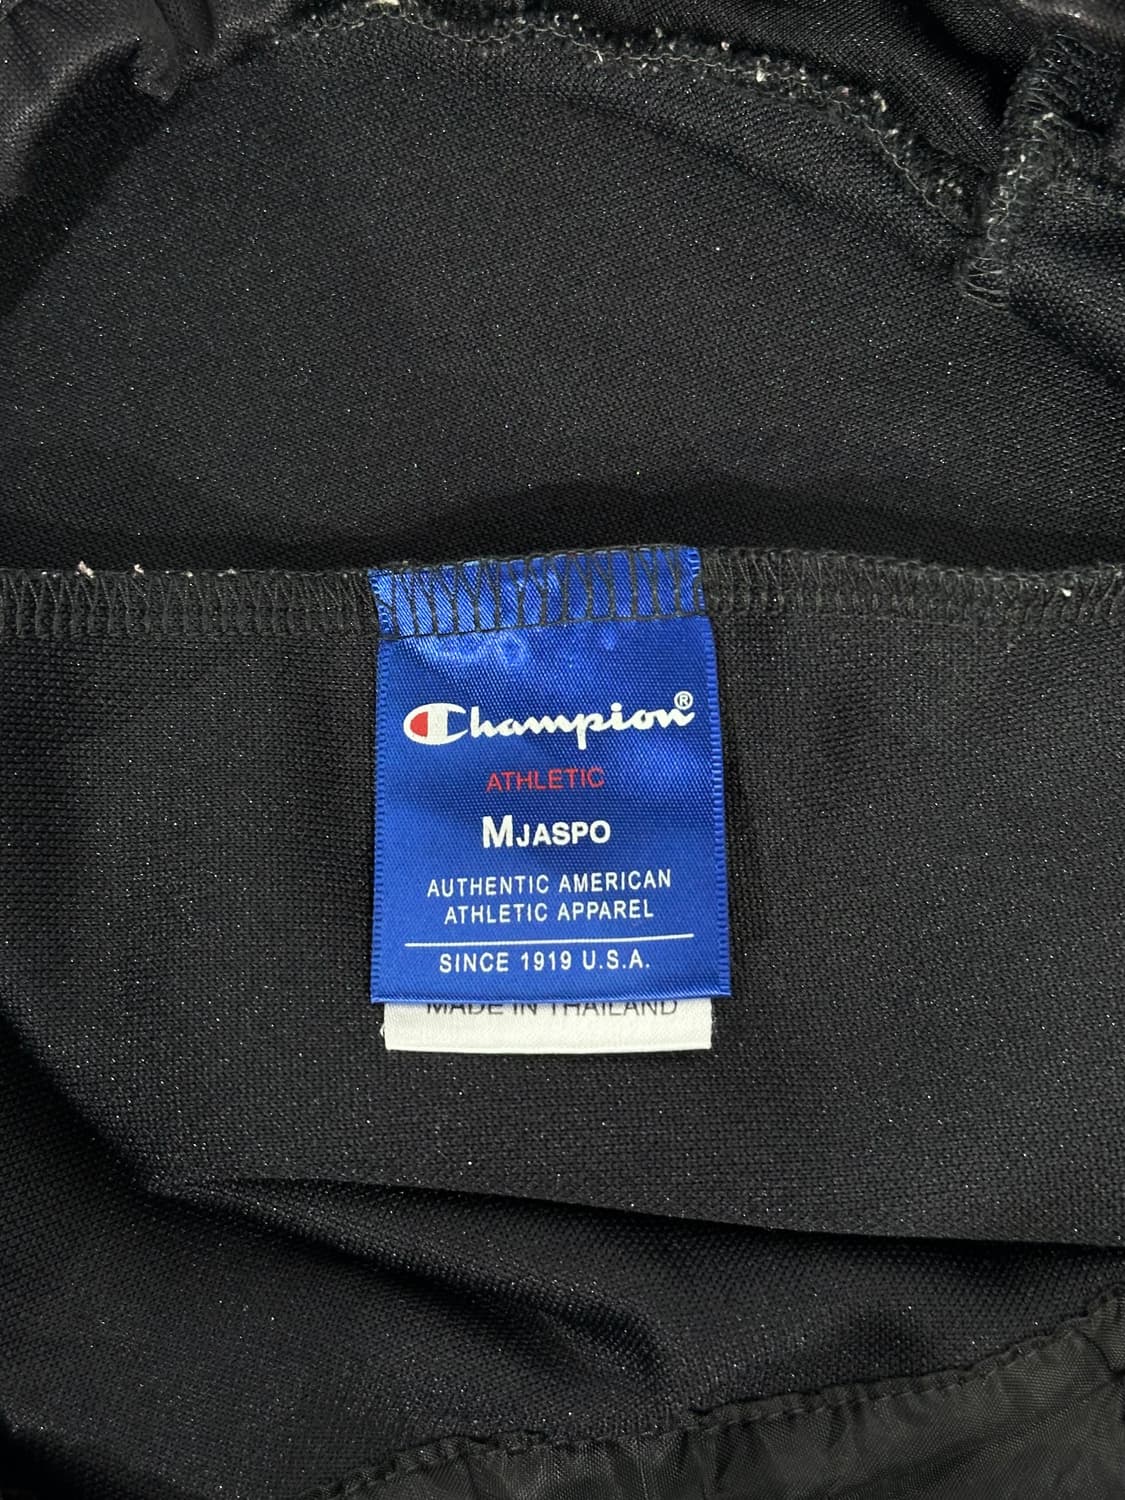 Champion®
ATHLETIC
MJASPO
AUTHENTIC AMERICAN
ATHLETIC APPAREL
SINCE 1919 U.S.A.
MADE IN THAILAND